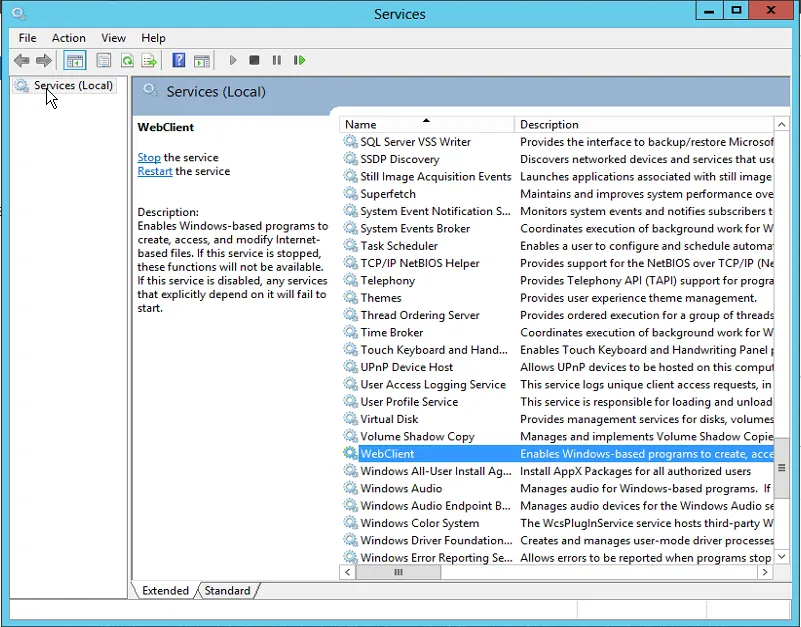 Services
File Action View Help
Services (Local)
Services (Local)
WebClient
Stop the service
Restart the service
Description:
Enables Windows-based programs to
create, access, and modify Internet-
based files. If this service is stopped,
these functions will not be available.
If this service is disabled, any services
that explicitly depend on it will fail to
start.
Name Description
SQL Server VSS Writer Provides the interface to backup/restore Microsof
SSDP Discovery Discovers networked devices and services that use
Still Image Acquisition Events Launches applications associated with still image
Superfetch Maintains and improves system performance ove
System Event Notification S... Monitors system events and notifies subscribers t
System Events Broker Coordinates execution of background work for W
Task Scheduler Enables a user to configure and schedule automa
TCP/IP NetBIOS Helper Provides support for the NetBIOS over TCP/IP (Ne
Telephony Provides Telephony API (TAPI) support for progra
Themes Provides user experience theme management.
Thread Ordering Server Provides ordered execution for a group of threads
Time Broker Coordinates execution of background work for W
Touch Keyboard and Hand... Enables Touch Keyboard and Handwriting Panel p
UPnP Device Host Allows UPnP devices to be hosted on this comput
User Access Logging Service This service logs unique client access requests, in
User Profile Service This service is responsible for loading and unload
Virtual Disk Provides management services for disks, volumes
Volume Shadow Copy Manages and implements Volume Shadow Copie
WebClient Enables Windows-based programs to create, acce
Windows All-User Install Ag... Install AppX Packages for all authorized users
Windows Audio Manages audio for Windows-based programs. If
Windows Audio Endpoint B... Manages audio devices for the Windows Audio se
Windows Color System The WcsPlugInService service hosts third-party W
Windows Driver Foundation... Creates and manages user-mode driver processes
Windows Error Reporting Se... Allows errors to be reported when programs stop
Extended Standard